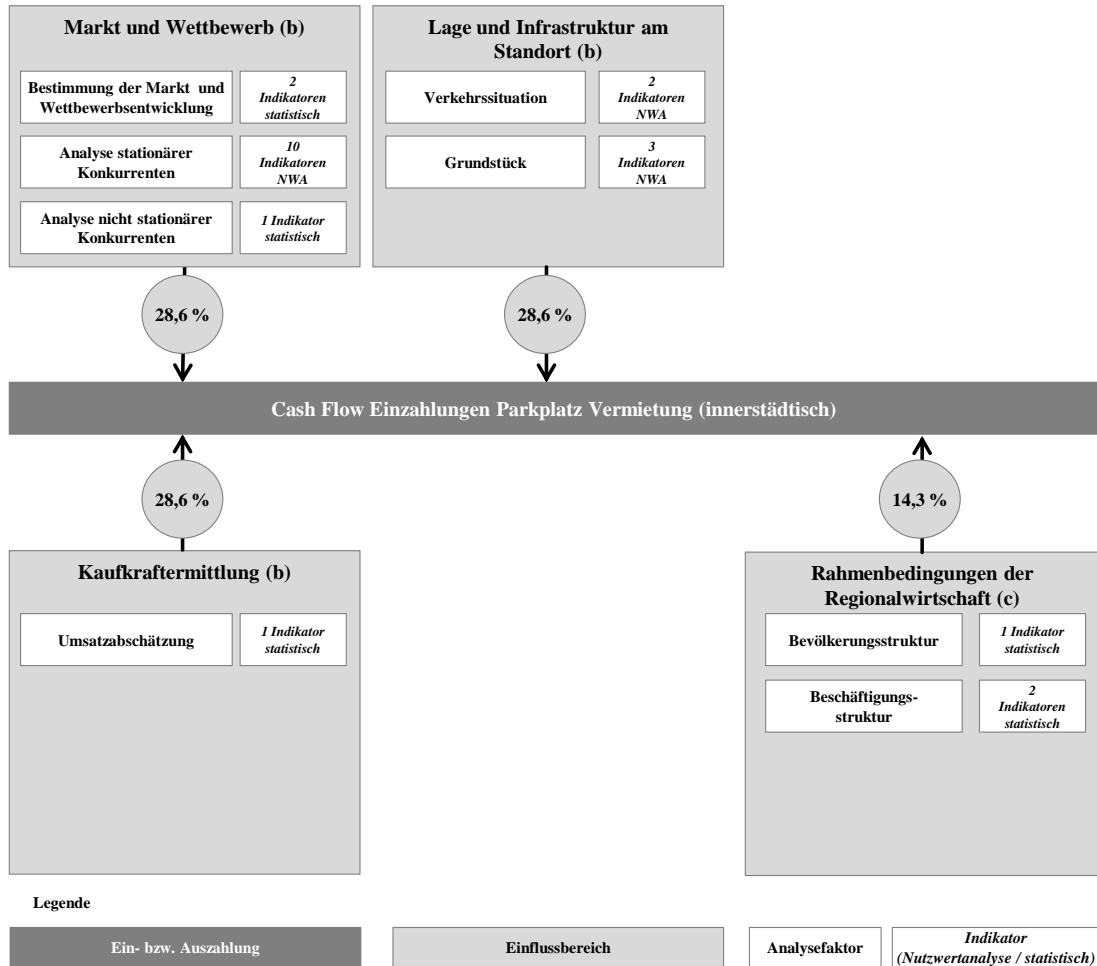 Markt und Wettbewerb (b)
Bestimmung der Markt und
Wettbewerbsentwicklung
2
Indikatoren
statistisch
Analyse stationärer
Konkurrenten
10
Indikatoren
NWA
Analyse nicht stationärer
Konkurrenten
1 Indikator
statistisch
Lage und Infrastruktur am
Standort (b)
Verkehrssituation
2
Indikatoren
NWA
Grundstück
3
Indikatoren
NWA
28,6 %
28,6 %
Cash Flow Einzahlungen Parkplatz Vermietung (innerstädtisch)
28,6 %
14,3 %
Kaufkraftermittlung (b)
Umsatzabschätzung
1 Indikator
statistisch
Rahmenbedingungen der
Regionalwirtschaft (c)
Bevölkerungsstruktur
1 Indikator
statistisch
Beschäftigungs-
struktur
2
Indikatoren
statistisch
Legende
Ein- bzw. Auszahlung
Einflussbereich
Analysefaktor
Indikator
(Nutzwertanalyse / statistisch)